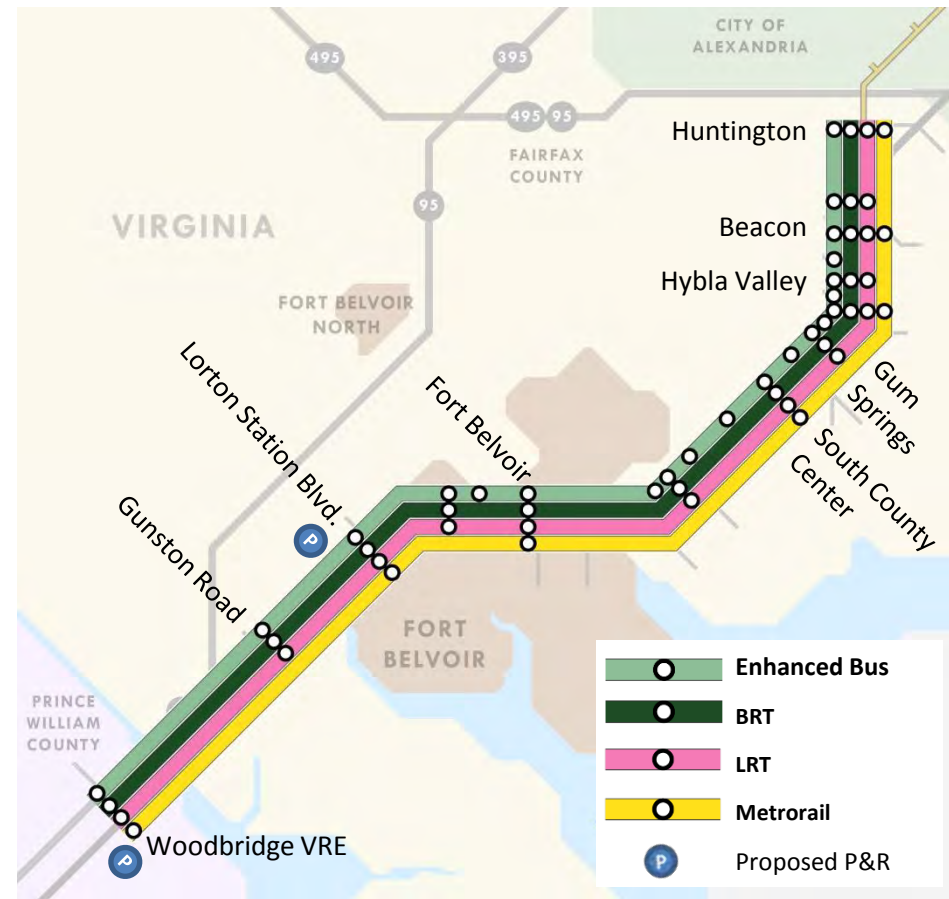 CITY OF
ALEXANDRIA
495
395
495
95
FAIRFAX
COUNTY
Huntington
95
VIRGINIA
Beacon
Hybla Valley
FORT BELVOIR
NORTH
Lorton Station Blvd.
Fort Belvoir
Gum
Springs
South County
Center
Gunston Road
P
FORT
BELVOIR
PRINCE
WILLIAM
COUNTY
Woodbridge VRE
P
Enhanced Bus
BRT
LRT
Metrorail
P
Proposed P&R